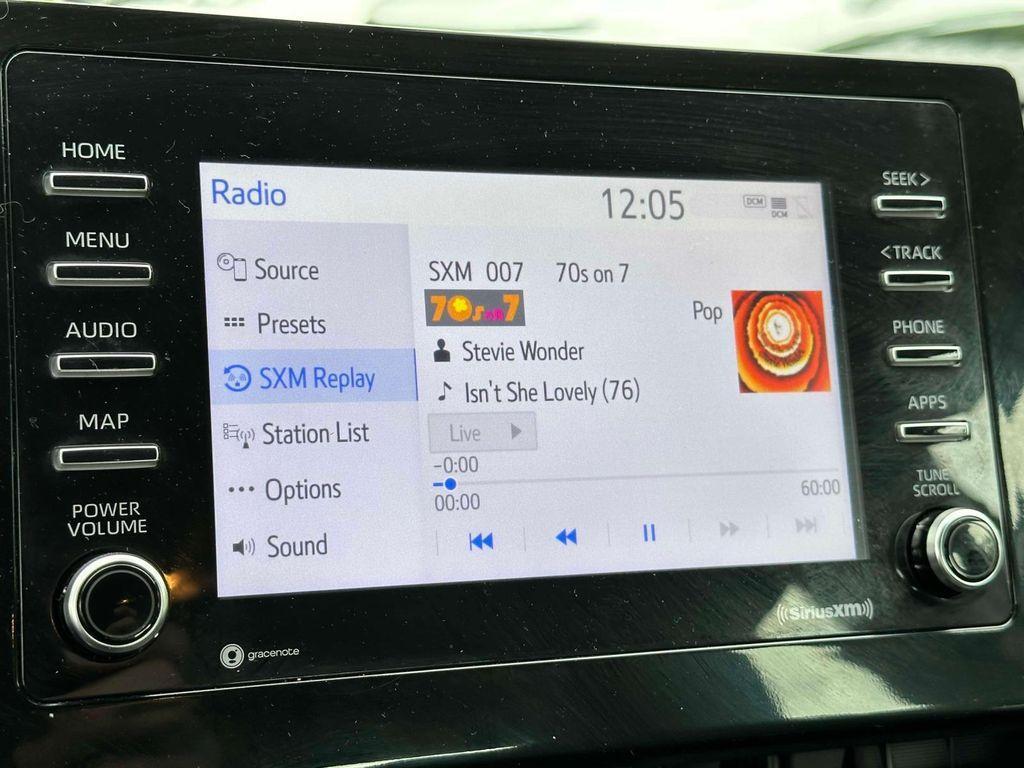 HOME
MENU
AUDIO
MAP
POWER
VOLUME
Radio
12:05
DCM
DCM
Source
Presets
SXM Replay
Station List
Options
Sound
SXM 007 70s on 7
70s on 7
Pop
Stevie Wonder
Isn't She Lovely (76)
Live
-0:00
00:00
60:00
SEEK>
<TRACK
PHONE
APPS
TUNE
SCROLL
gracenote
((SiriusXM))